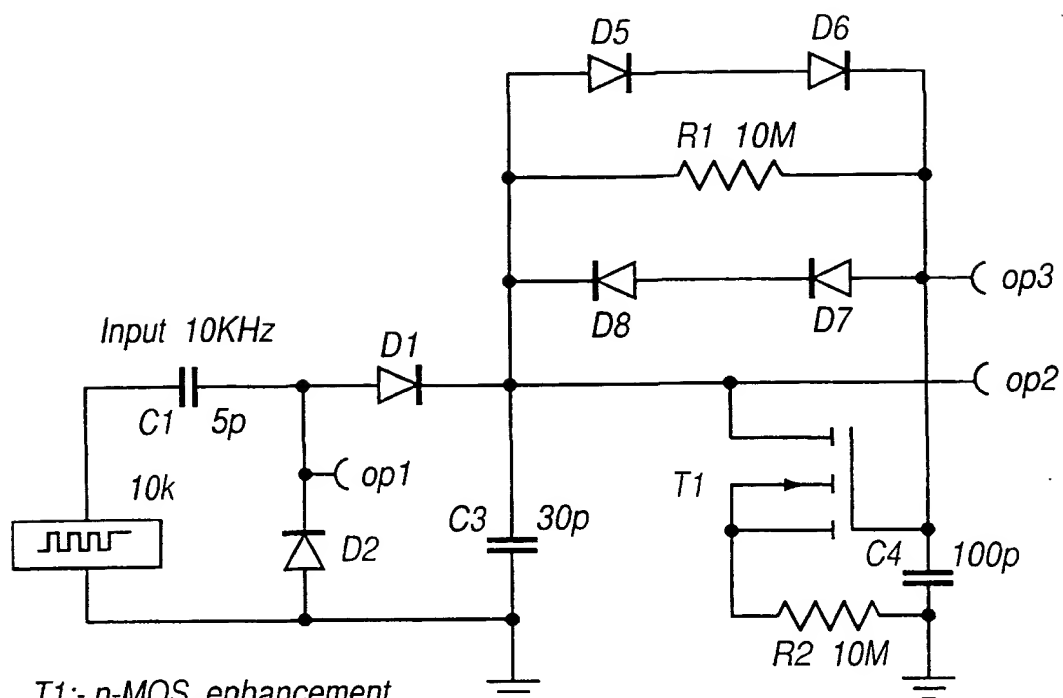 D5
D6
R1 10M
op3
D8
D7
Input 10KHz
D1
op2
C1 5p
op1
T1
10k
C3 30p
D2
C4 100p
R2 10M
T1:- n-MOS enhancement